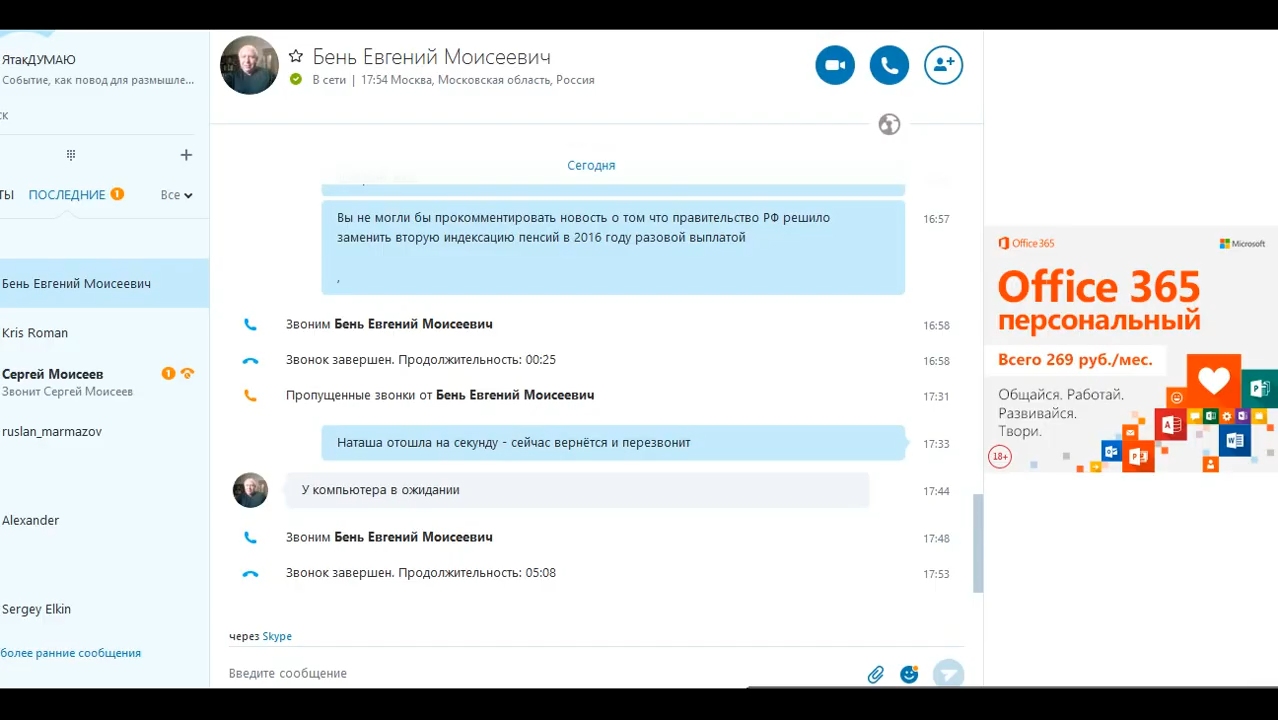 ЯтакДУМАЮ
Событие, как повод для размышле...
ск
ТЫ ПОСЛЕДНИЕ 1 Все
Бень Евгений Моисеевич
Kris Roman
Сергей Моисеев 1
Звонит Сергей Моисеев
ruslan_marmazov
Alexander
Sergey Elkin
более ранние сообщения
Бень Евгений Моисеевич
В сети | 17:54 Москва, Московская область, Россия
Сегодня
Вы не могли бы прокомментировать новость о том что правительство РФ решило 16:57
заменить вторую индексацию пенсий в 2016 году разовой выплатой
,
Звоним Бень Евгений Моисеевич 16:58
Звонок завершен. Продолжительность: 00:25 16:58
Пропущенные звонки от Бень Евгений Моисеевич 17:31
Наташа отошла на секунду - сейчас вернётся и перезвонит 17:33
У компьютера в ожидании 17:44
Звоним Бень Евгений Моисеевич 17:48
Звонок завершен. Продолжительность: 05:08 17:53
через Skype
Введите сообщение
Office 365 Microsoft
Office 365
персональный
Всего 269 руб./мес.
Общайся. Работай.
Развивайся.
Твори.
18+